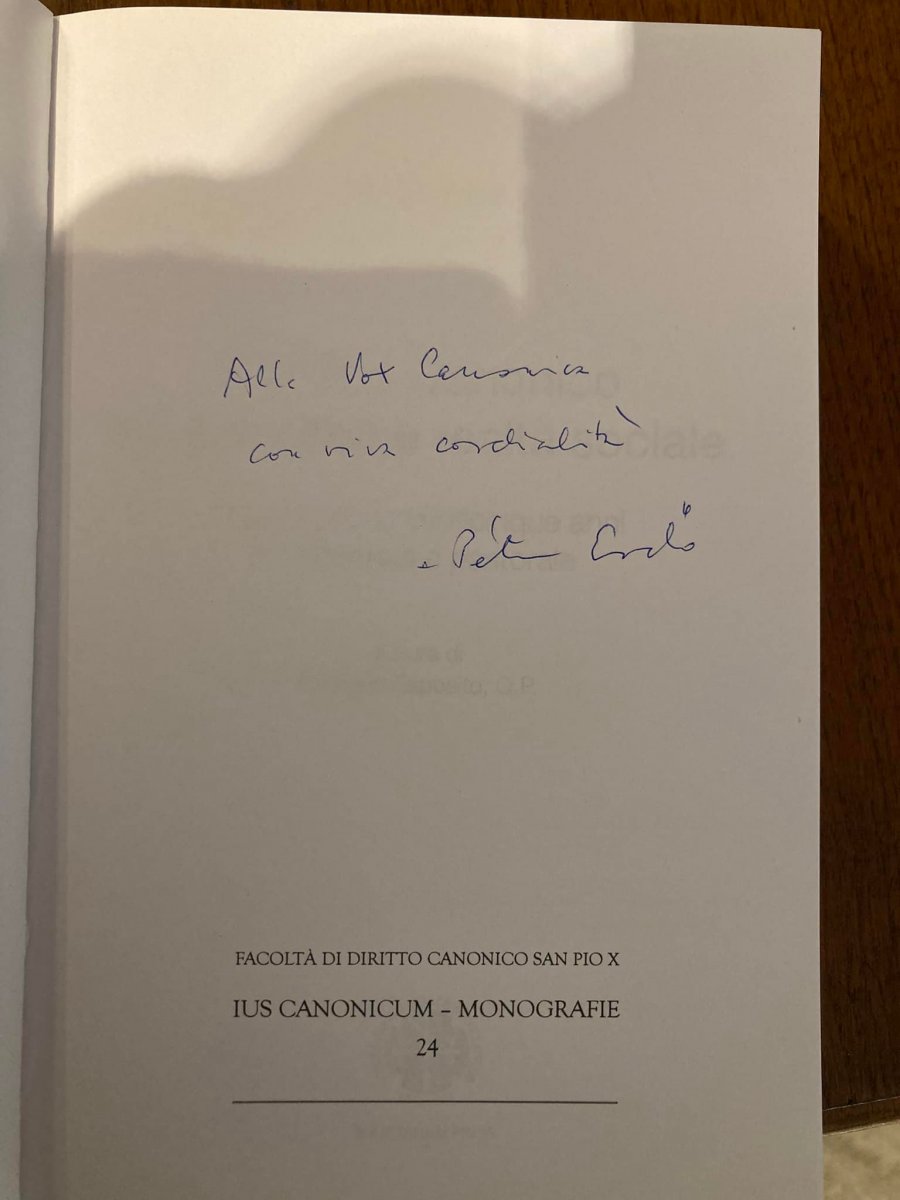 Alla Vox Canonica
con viva cordialità
+ Péter Erdő
FACOLTÀ DI DIRITTO CANONICO SAN PIO X
IUS CANONICUM – MONOGRAFIE
24